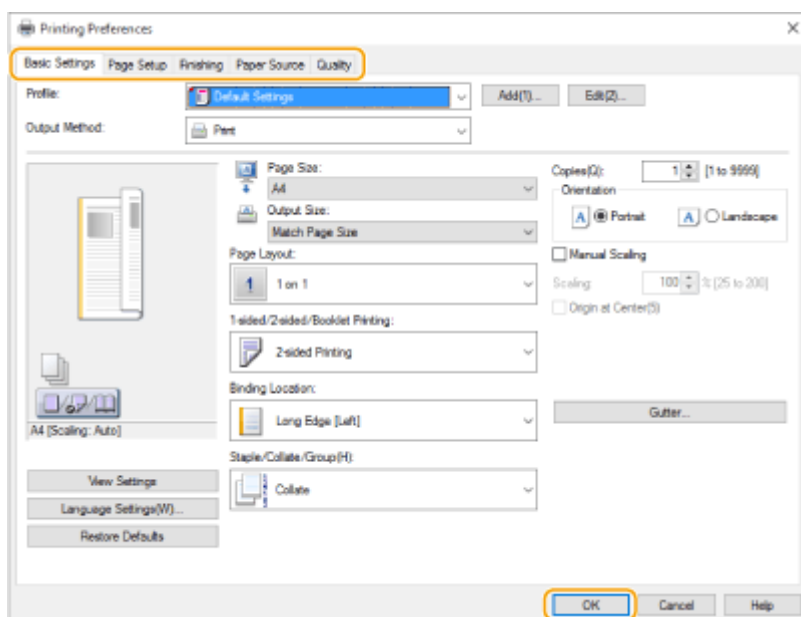 Printing Preferences
Basic Settings Page Setup Finishing Paper Source Quality
Profile: Default Settings Add(1)... Edit(2)...
Output Method: Print
Page Size:
A4
Output Size:
Match Page Size
Page Layout:
1 1 on 1
1-sided/2-sided/Booklet Printing:
2-sided Printing
Binding Location:
Long Edge [Left]
Staple/Collate/Group(H):
Collate
Copies(Q): 1 [1 to 9999]
Orientation
A Portrait A Landscape
Manual Scaling
Scaling: 100 % [25 to 200]
Origin at Center(5)
Gutter...
A4 [Scaling: Auto]
View Settings
Language Settings(W)...
Restore Defaults
OK Cancel Help